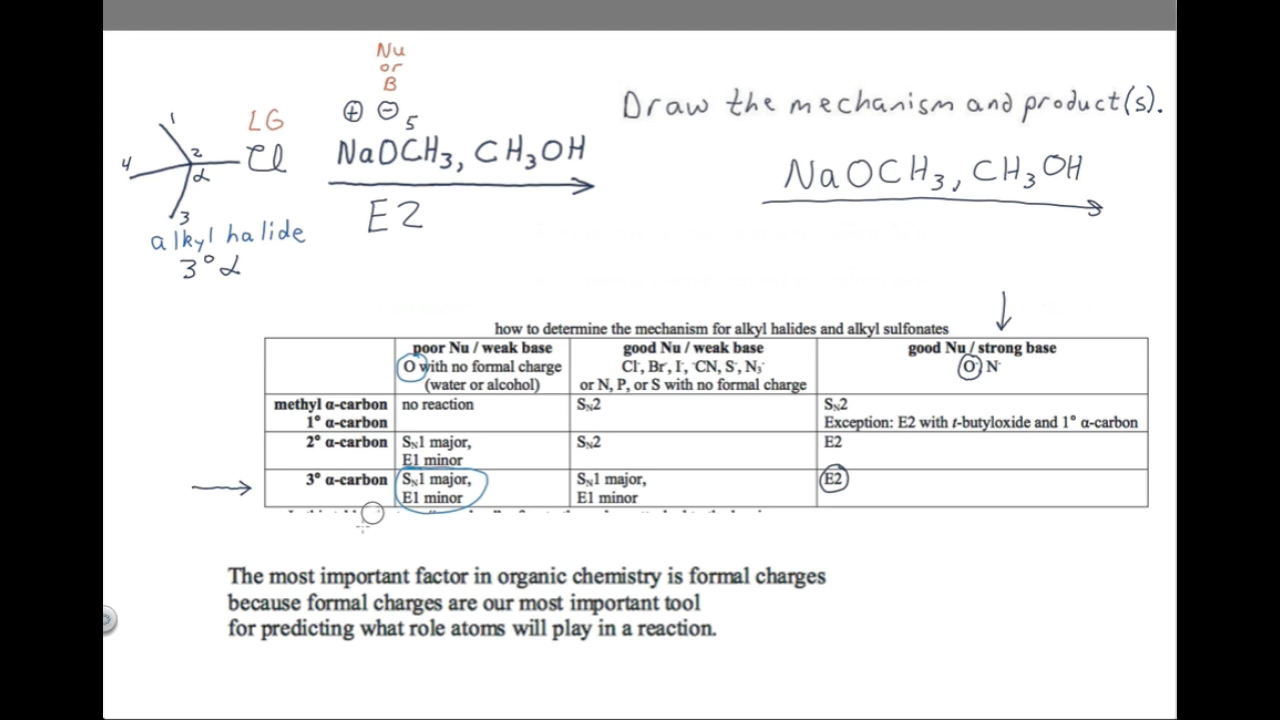 Nu
or
B
⊕ ⊖
5
LG
1
2
4
α
3
Cl
NaOCH₃, CH₃OH
E2
alkyl halide
3° α
Draw the mechanism and product(s).
NaOCH₃, CH₃OH
how to determine the mechanism for alkyl halides and alkyl sulfonates
poor Nu / weak base
O with no formal charge
(water or alcohol)
good Nu / weak base
Cl⁻, Br⁻, I⁻, ⁻CN, S⁻, N₃⁻
or N, P, or S with no formal charge
good Nu / strong base
O⁻ N⁻
methyl α-carbon
1° α-carbon
no reaction
SN2
SN2
Exception: E2 with t-butyloxide and 1° α-carbon
2° α-carbon
SN1 major,
E1 minor
SN2
E2
3° α-carbon
SN1 major,
E1 minor
SN1 major,
E1 minor
E2
The most important factor in organic chemistry is formal charges
because formal charges are our most important tool
for predicting what role atoms will play in a reaction.